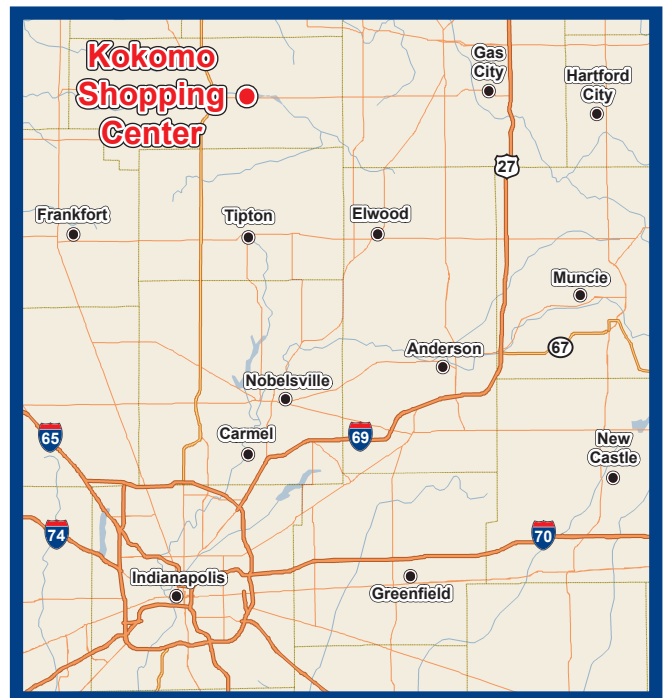 Kokomo
Shopping
Center
Gas
City
Hartford
City
27
Frankfort
Tipton
Elwood
Muncie
67
Anderson
Nobelsville
65
Carmel
69
New
Castle
74
70
Indianapolis
Greenfield